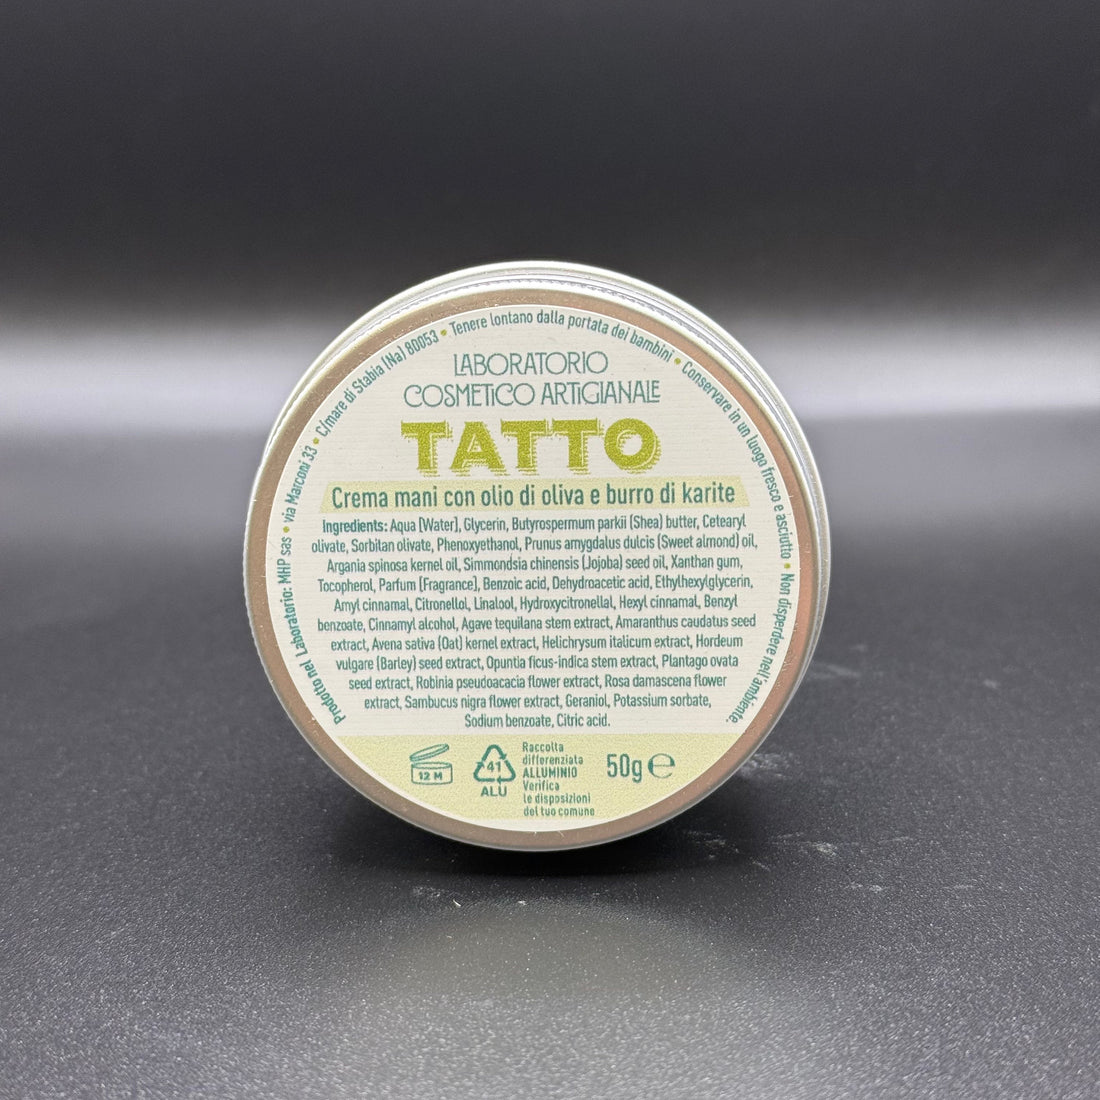 Prodotto nel Laboratorio: MHP sas • via Marconi 33 • C/mare di Stabia (Na) 80053 • Tenere lontano dalla portata dei bambini • Conservare in un luogo fresco e asciutto • Non disperdere nell'ambiente.
LABORATORIO
COSMETICO ARTIGIANALE
TATTO
Crema mani con olio di oliva e burro di karite
Ingredients: Aqua (Water), Glycerin, Butyrospermum parkii (Shea) butter, Cetearyl
olivate, Sorbitan olivate, Phenoxyethanol, Prunus amygdalus dulcis (Sweet almond) oil,
Argania spinosa kernel oil, Simmondsia chinensis (Jojoba) seed oil, Xanthan gum,
Tocopherol, Parfum (Fragrance), Benzoic acid, Dehydroacetic acid, Ethylhexylglycerin,
Amyl cinnamal, Citronellol, Linalool, Hydroxycitronellal, Hexyl cinnamal, Benzyl
benzoate, Cinnamyl alcohol, Agave tequilana stem extract, Amaranthus caudatus seed
extract, Avena sativa (Oat) kernel extract, Helichrysum italicum extract, Hordeum
vulgare (Barley) seed extract, Opuntia ficus-indica stem extract, Plantago ovata
seed extract, Robinia pseudoacacia flower extract, Rosa damascena flower
extract, Sambucus nigra flower extract, Geraniol, Potassium sorbate,
Sodium benzoate, Citric acid.
12 M
41
ALU
Raccolta
differenziata
ALLUMINIO
Verifica
le disposizioni
del tuo comune
50g ℮